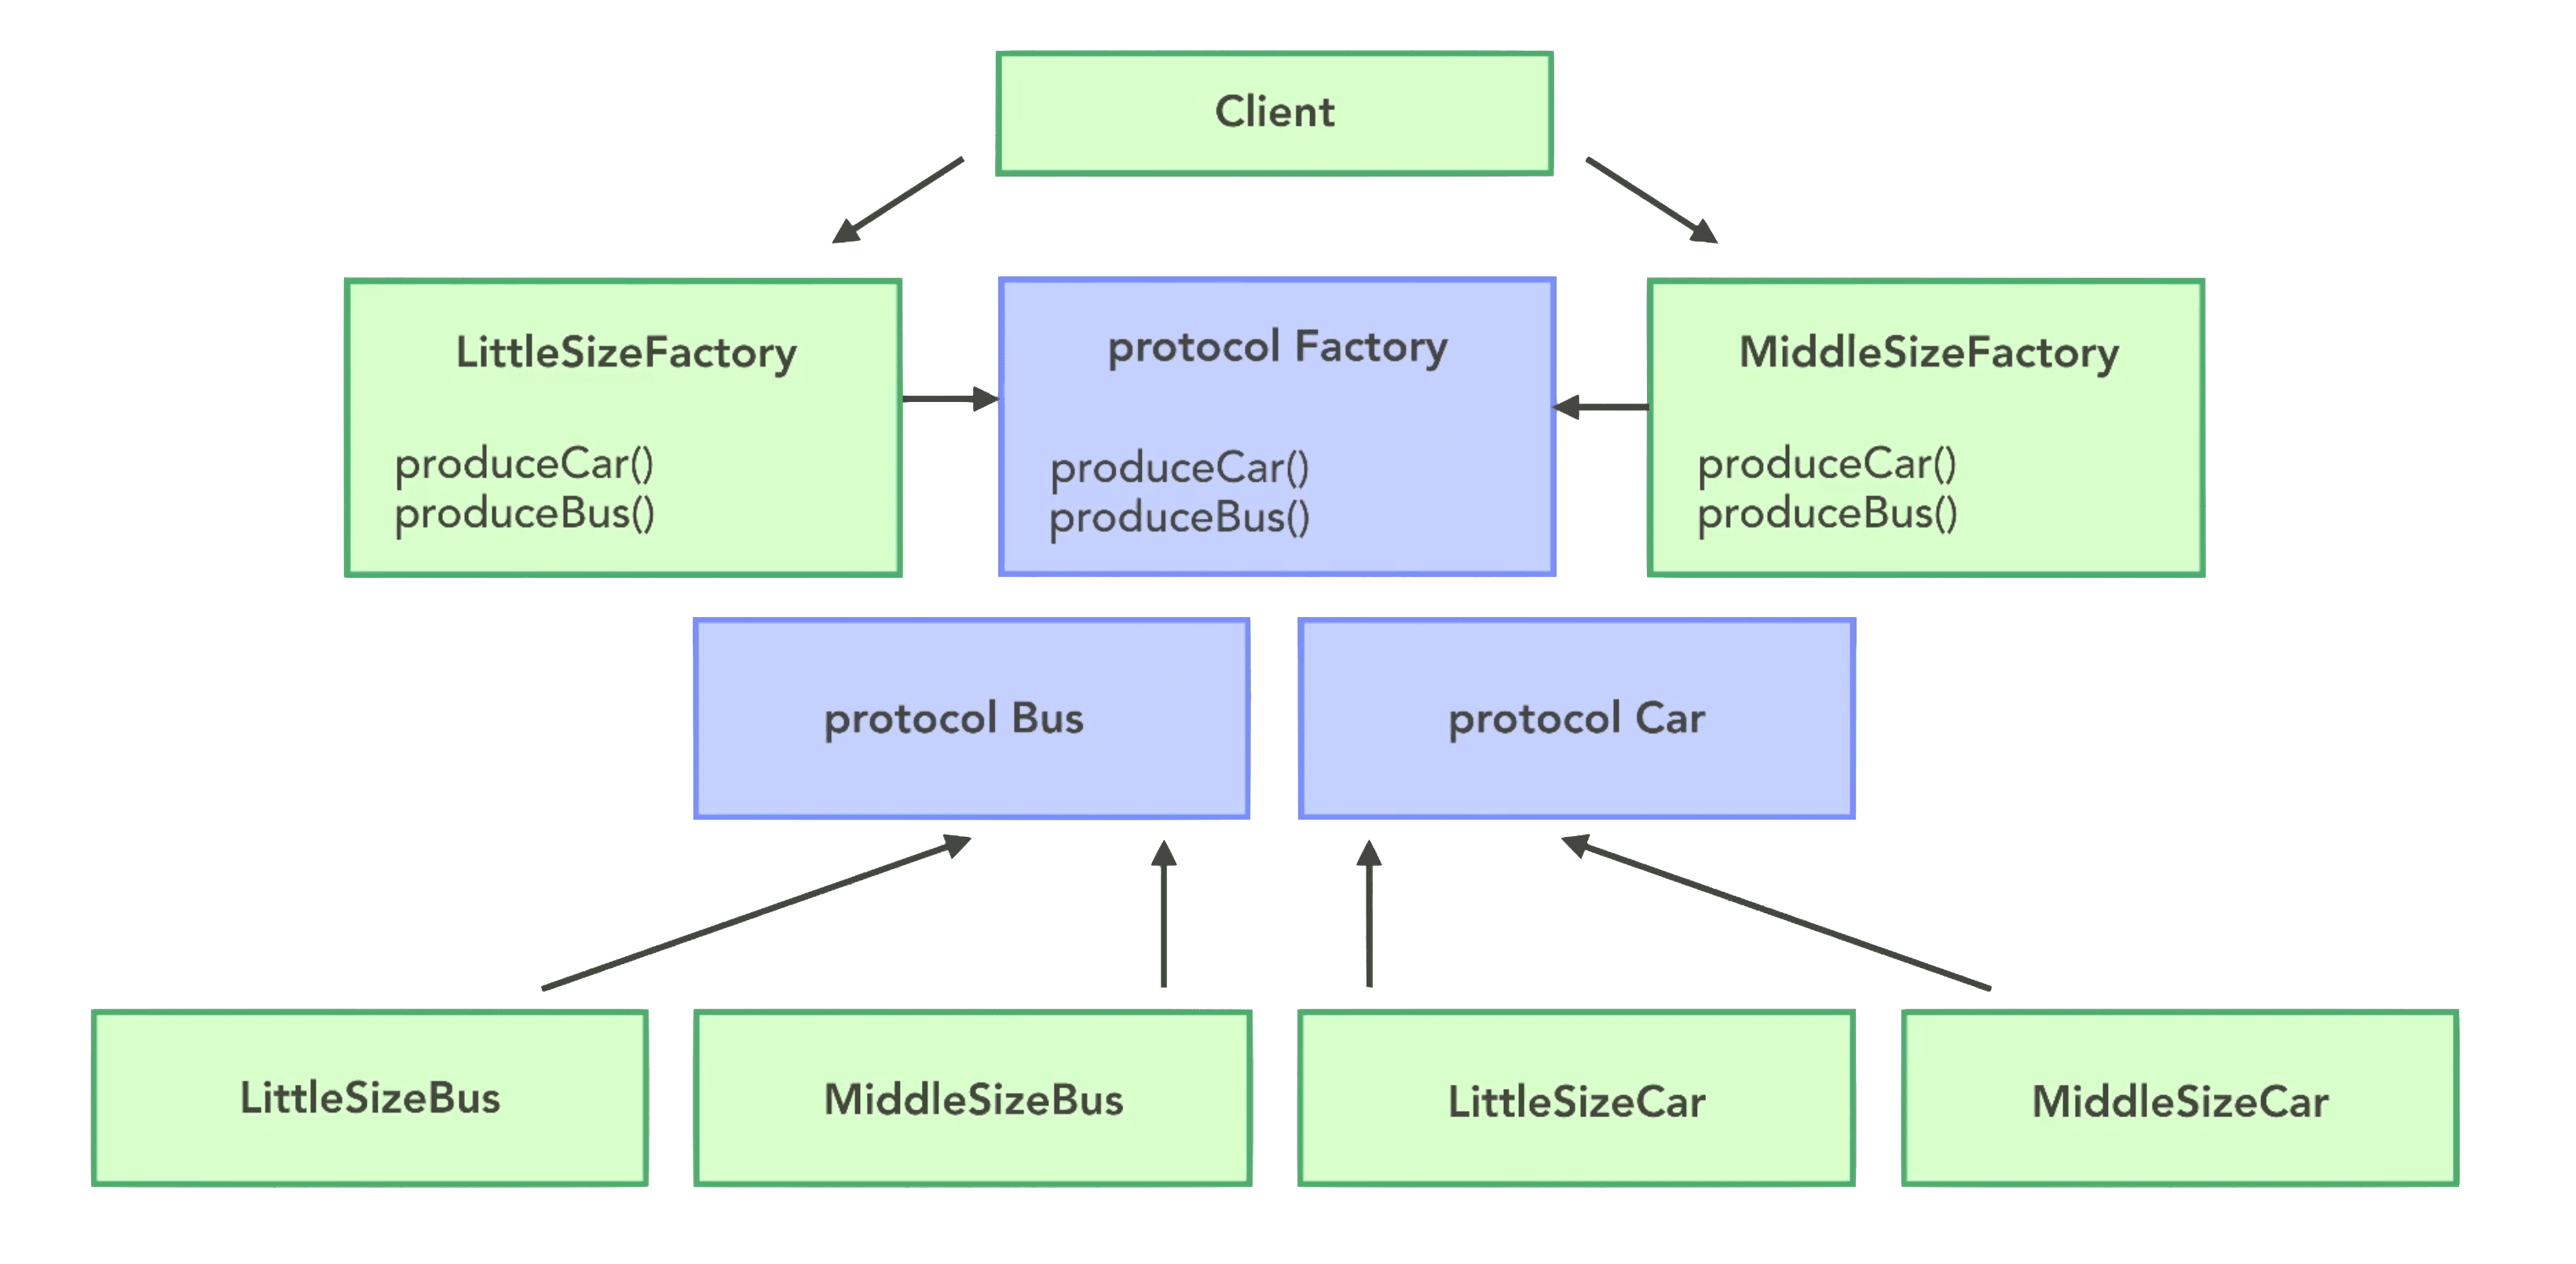 Client
LittleSizeFactory
produceCar()
produceBus()
protocol Factory
produceCar()
produceBus()
MiddleSizeFactory
produceCar()
produceBus()
protocol Bus
protocol Car
LittleSizeBus
MiddleSizeBus
LittleSizeCar
MiddleSizeCar